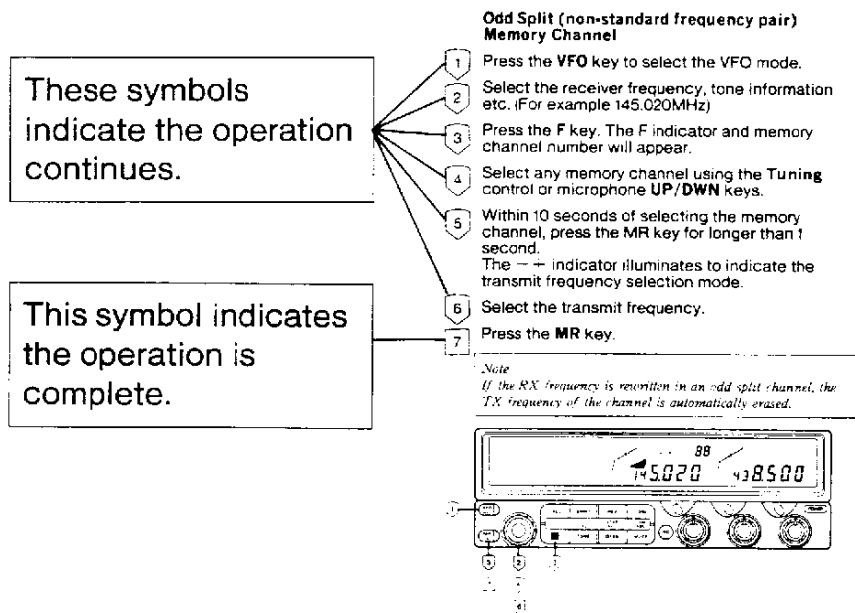 Odd Split (non-standard frequency pair)
Memory Channel
These symbols
indicate the operation
continues.
1 Press the VFO key to select the VFO mode.
2 Select the receiver frequency, tone information
etc. (For example 145.020MHz)
3 Press the F key. The F indicator and memory
channel number will appear.
4 Select any memory channel using the Tuning
control or microphone UP/DWN keys.
5 Within 10 seconds of selecting the memory
channel, press the MR key for longer than 1
second.
The – + indicator illuminates to indicate the
transmit frequency selection mode.
6 Select the transmit frequency.
This symbol indicates
the operation is
complete.
7 Press the MR key.
Note
If the RX frequency is rewritten in an odd split channel, the
TX frequency of the channel is automatically erased.
88
145.020 438.500